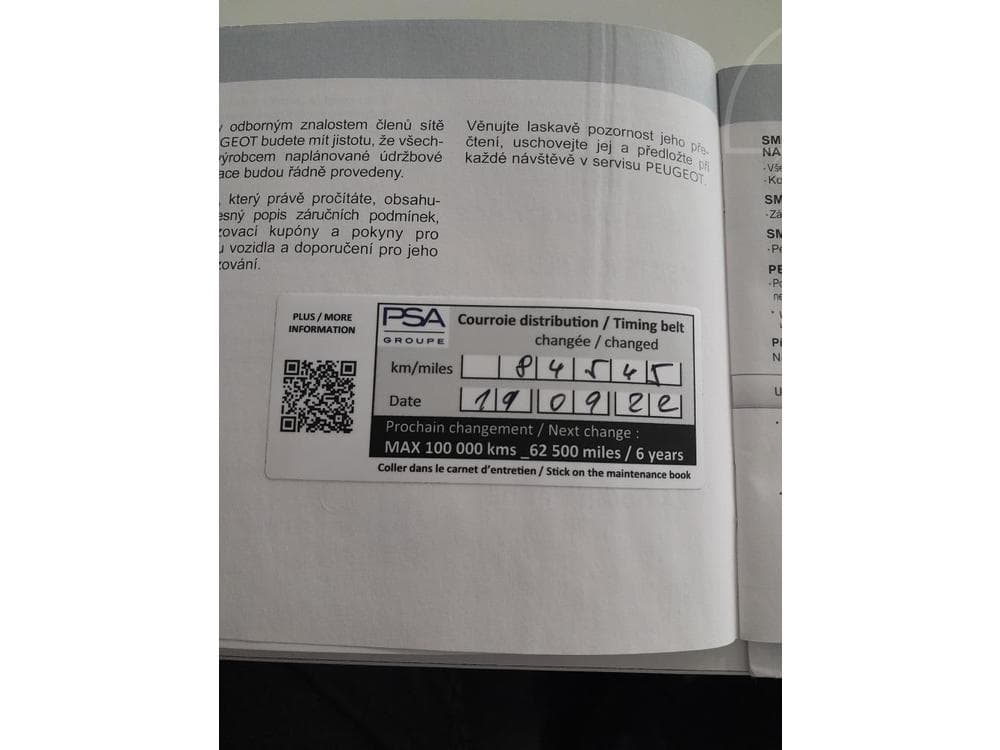 odborným znalostem členů sítě
GEOT budete mít jistotu, že všech-
výrobcem naplánované údržbové
ace budou řádně provedeny.
, který právě pročítáte, obsahu-
esný popis záručních podmínek,
zovací kupóny a pokyny pro
u vozidla a doporučení pro jeho
zování.
Věnujte laskavě pozornost jeho pře-
čtení, uschovejte jej a předložte při
každé návštěvě v servisu PEUGEOT.
PLUS / MORE
INFORMATION
PSA
GROUPE
Courroie distribution / Timing belt
changée / changed
km/miles 84545
Date 19 09 22
Prochain changement / Next change :
MAX 100 000 kms _62 500 miles / 6 years
Coller dans le carnet d'entretien / Stick on the maintenance book
SM
NA
SM
SM